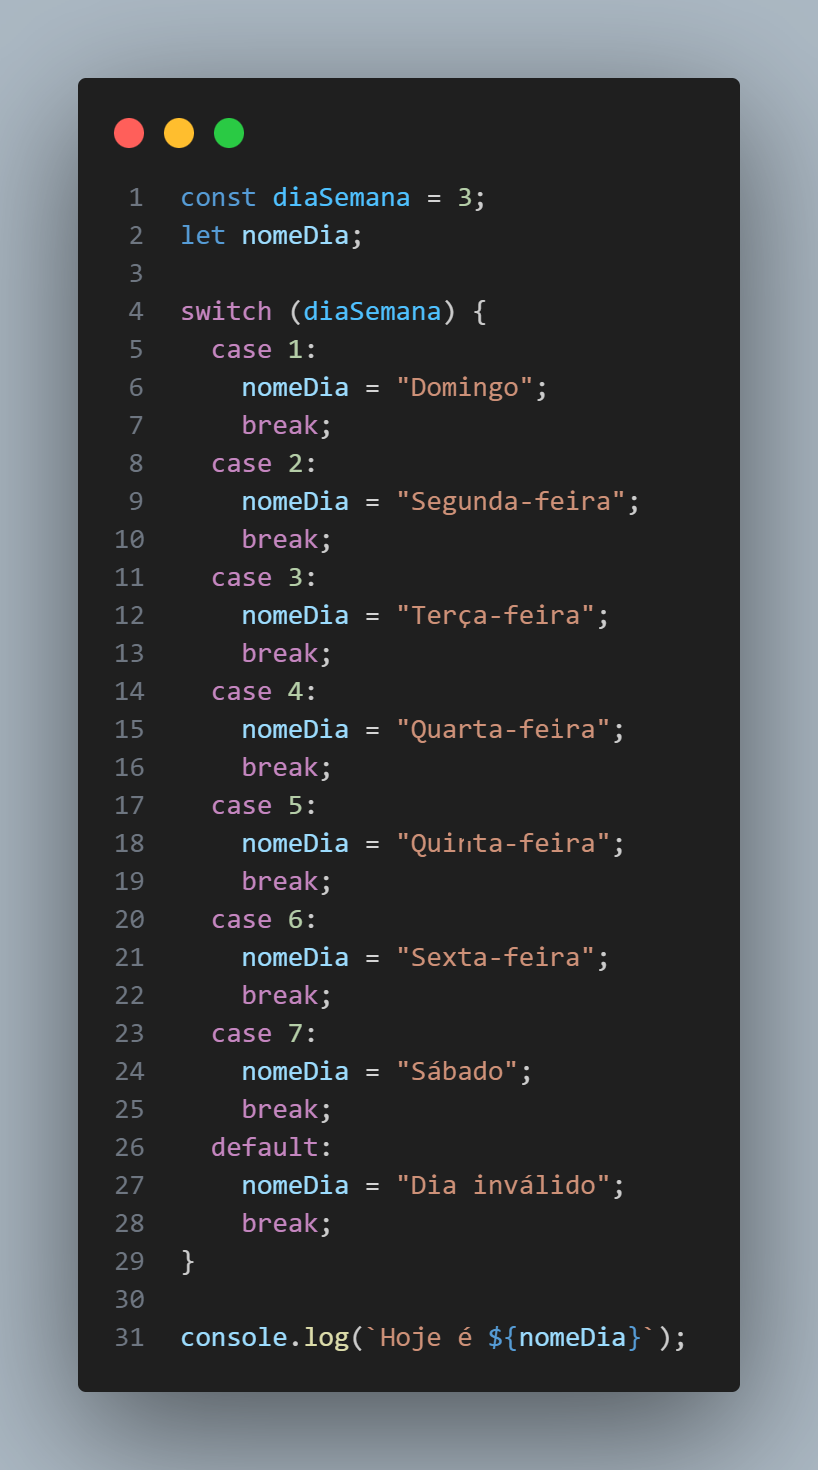 1 const diaSemana = 3;
2 let nomeDia;
3
4 switch (diaSemana) {
5   case 1:
6     nomeDia = "Domingo";
7     break;
8   case 2:
9     nomeDia = "Segunda-feira";
10     break;
11   case 3:
12     nomeDia = "Terça-feira";
13     break;
14   case 4:
15     nomeDia = "Quarta-feira";
16     break;
17   case 5:
18     nomeDia = "Quinta-feira";
19     break;
20   case 6:
21     nomeDia = "Sexta-feira";
22     break;
23   case 7:
24     nomeDia = "Sábado";
25     break;
26   default:
27     nomeDia = "Dia inválido";
28     break;
29 }
30
31 console.log(`Hoje é ${nomeDia}`);